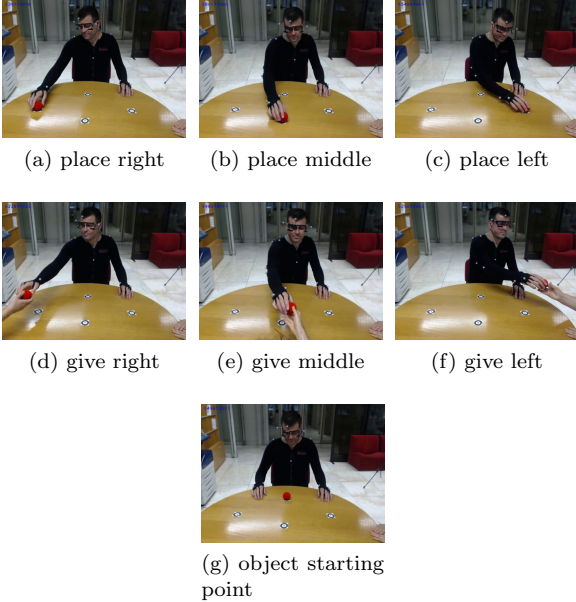 (a) place right
(b) place middle
(c) place left
(d) give right
(e) give middle
(f) give left
(g) object starting
point